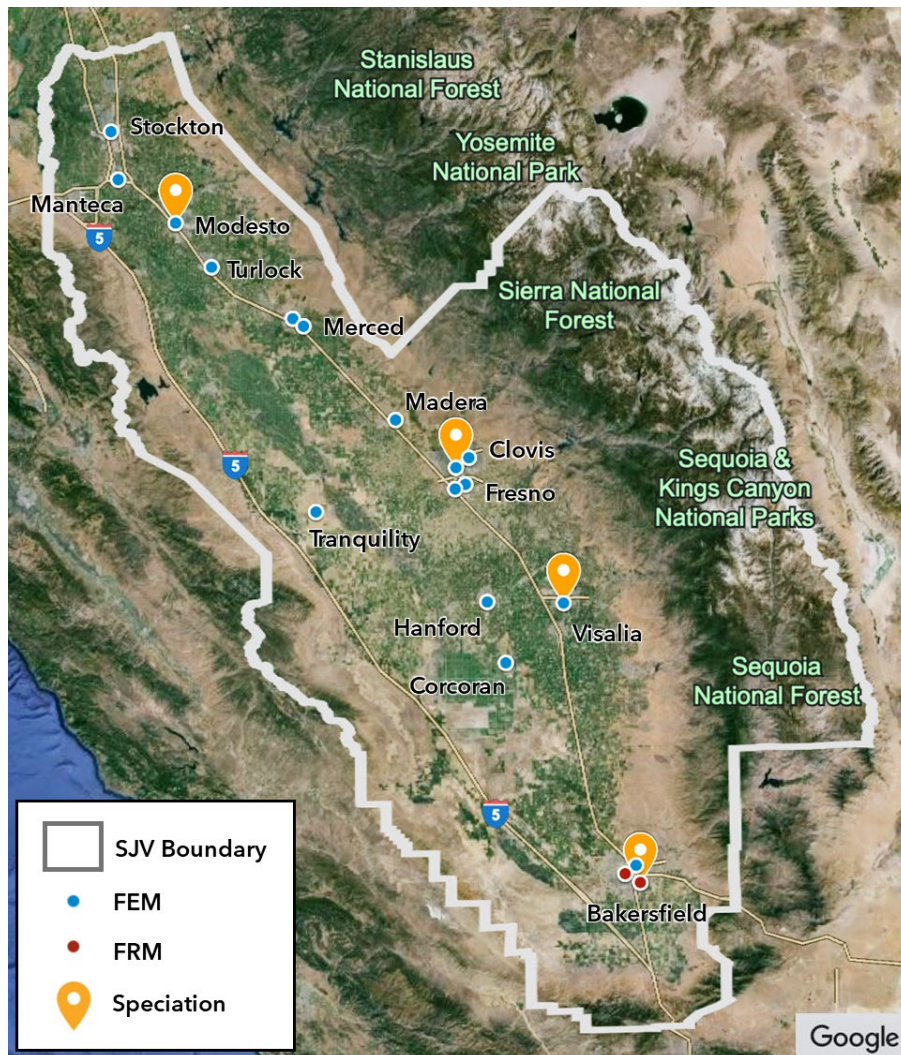 Stanislaus
National Forest
Yosemite
National Park
Stockton
Manteca
Modesto
5
Turlock
Sierra National
Forest
Merced
Madera
Clovis
5
Fresno
Sequoia &
Kings Canyon
National Parks
Tranquility
Hanford
Visalia
Corcoran
Sequoia
National Forest
5
Bakersfield
SJV Boundary
FEM
FRM
Speciation
Google